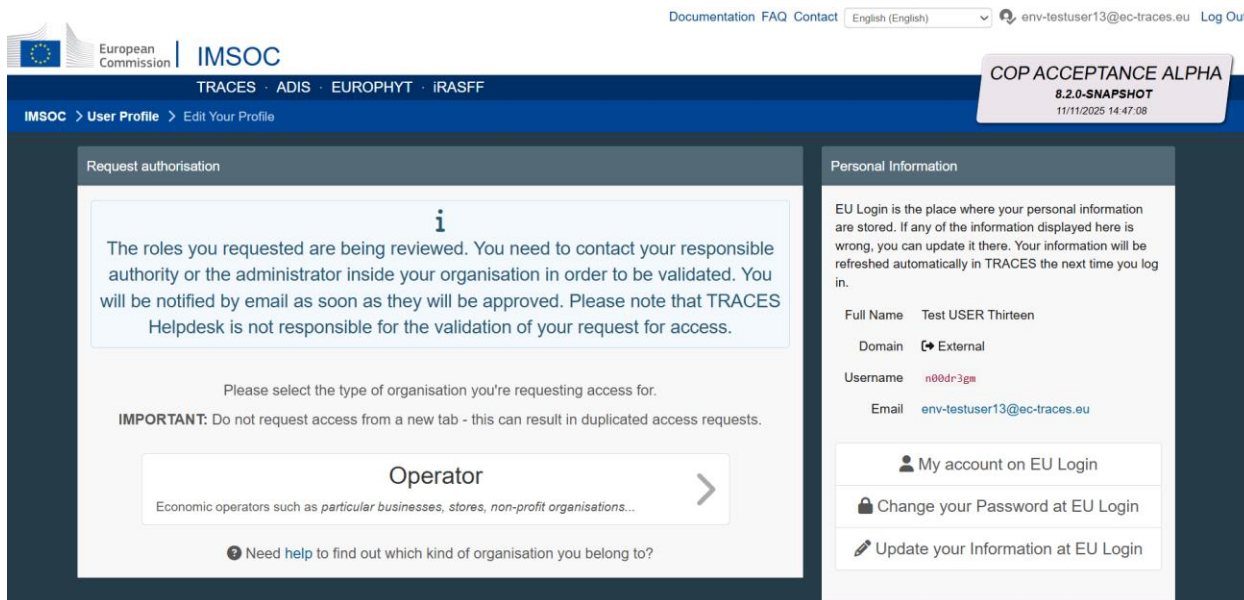 Documentation FAQ Contact English (English) env-testuser13@ec-traces.eu Log Out
European
Commission
IMSOC
TRACES · ADIS · EUROPHYT · iRASFF
COP ACCEPTANCE ALPHA
8.2.0-SNAPSHOT
11/11/2025 14:47:08
IMSOC > User Profile > Edit Your Profile
Request authorisation
i
The roles you requested are being reviewed. You need to contact your responsible
authority or the administrator inside your organisation in order to be validated. You
will be notified by email as soon as they will be approved. Please note that TRACES
Helpdesk is not responsible for the validation of your request for access.
Please select the type of organisation you're requesting access for.
IMPORTANT: Do not request access from a new tab - this can result in duplicated access requests.
Operator
Economic operators such as particular businesses, stores, non-profit organisations...
Need help to find out which kind of organisation you belong to?
Personal Information
EU Login is the place where your personal information
are stored. If any of the information displayed here is
wrong, you can update it there. Your information will be
refreshed automatically in TRACES the next time you log
in.
Full Name Test USER Thirteen
Domain External
Username n00dr3gm
Email env-testuser13@ec-traces.eu
My account on EU Login
Change your Password at EU Login
Update your Information at EU Login